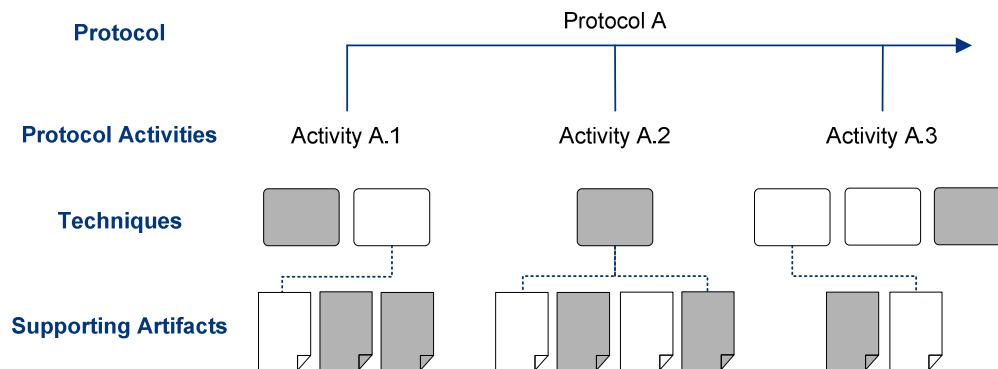 Protocol
Protocol A
Protocol Activities
Activity A.1
Activity A.2
Activity A.3
Techniques
Supporting Artifacts